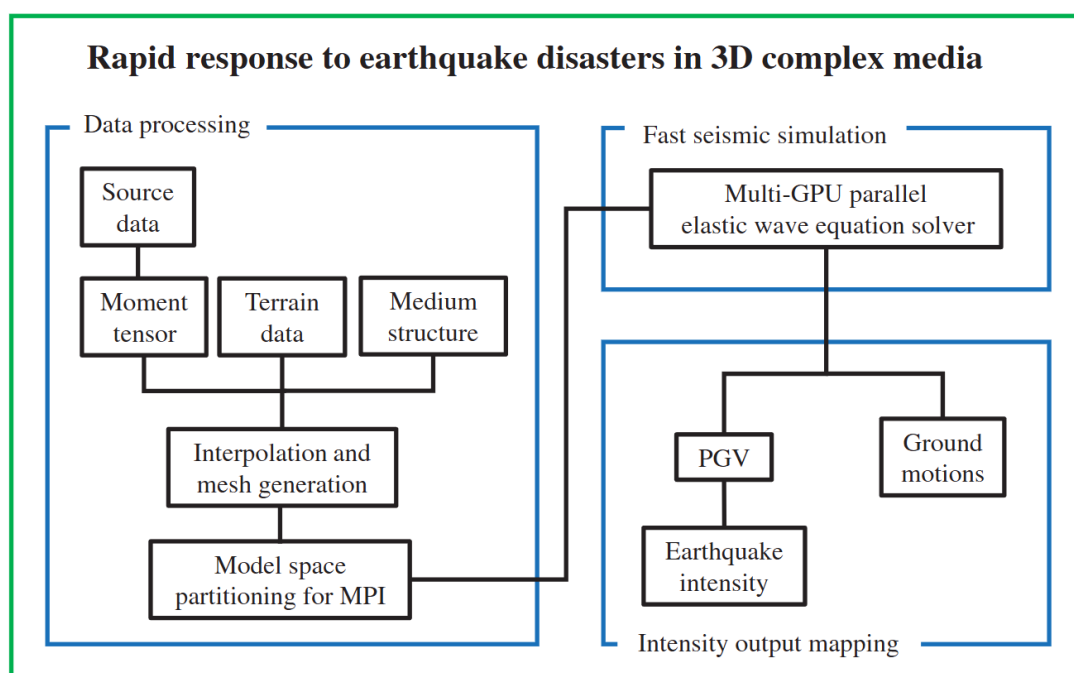 Rapid response to earthquake disasters in 3D complex media
Data processing
Source
data
Moment
tensor
Terrain
data
Medium
structure
Interpolation and
mesh generation
Model space
partitioning for MPI
Fast seismic simulation
Multi-GPU parallel
elastic wave equation solver
PGV
Ground
motions
Earthquake
intensity
Intensity output mapping